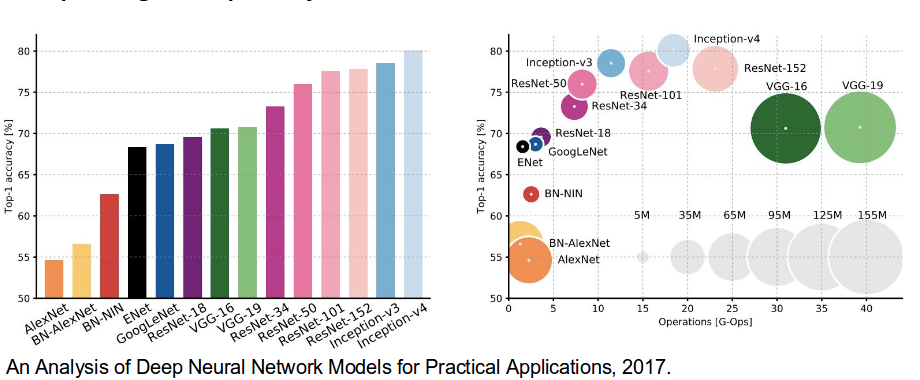 80
75
70
65
60
55
50
Top-1 accuracy [%]
AlexNet
BN-AlexNet
BN-NIN
ENet
GoogLeNet
ResNet-18
VGG-16
VGG-19
ResNet-34
ResNet-50
ResNet-101
ResNet-152
Inception-v3
Inception-v4
80
75
70
65
60
55
50
Top-1 accuracy [%]
Inception-v4
Inception-v3
ResNet-152
ResNet-50
VGG-16
VGG-19
ResNet-101
ResNet-34
ResNet-18
GoogLeNet
ENet
BN-NIN
5M 35M 65M 95M 125M 155M
BN-AlexNet
AlexNet
0 5 10 15 20 25 30 35 40
Operations [G-Ops]
An Analysis of Deep Neural Network Models for Practical Applications, 2017.